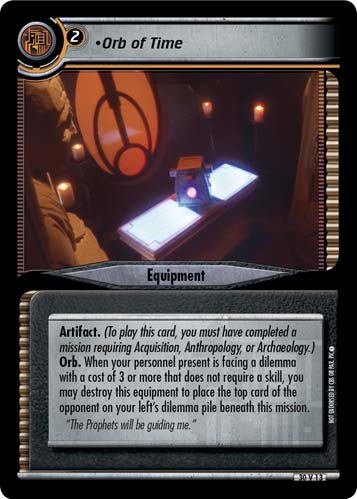 2
•Orb of Time
Equipment
Artifact. (To play this card, you must have completed a
mission requiring Acquisition, Anthropology, or Archaeology.)
Orb. When your personnel present is facing a dilemma
with a cost of 3 or more that does not require a skill, you
may destroy this equipment to place the top card of the
opponent on your left's dilemma pile beneath this mission.
"The Prophets will be guiding me."
NOT ENDORSED BY CBS OR PAR. PIC.
30 V 13